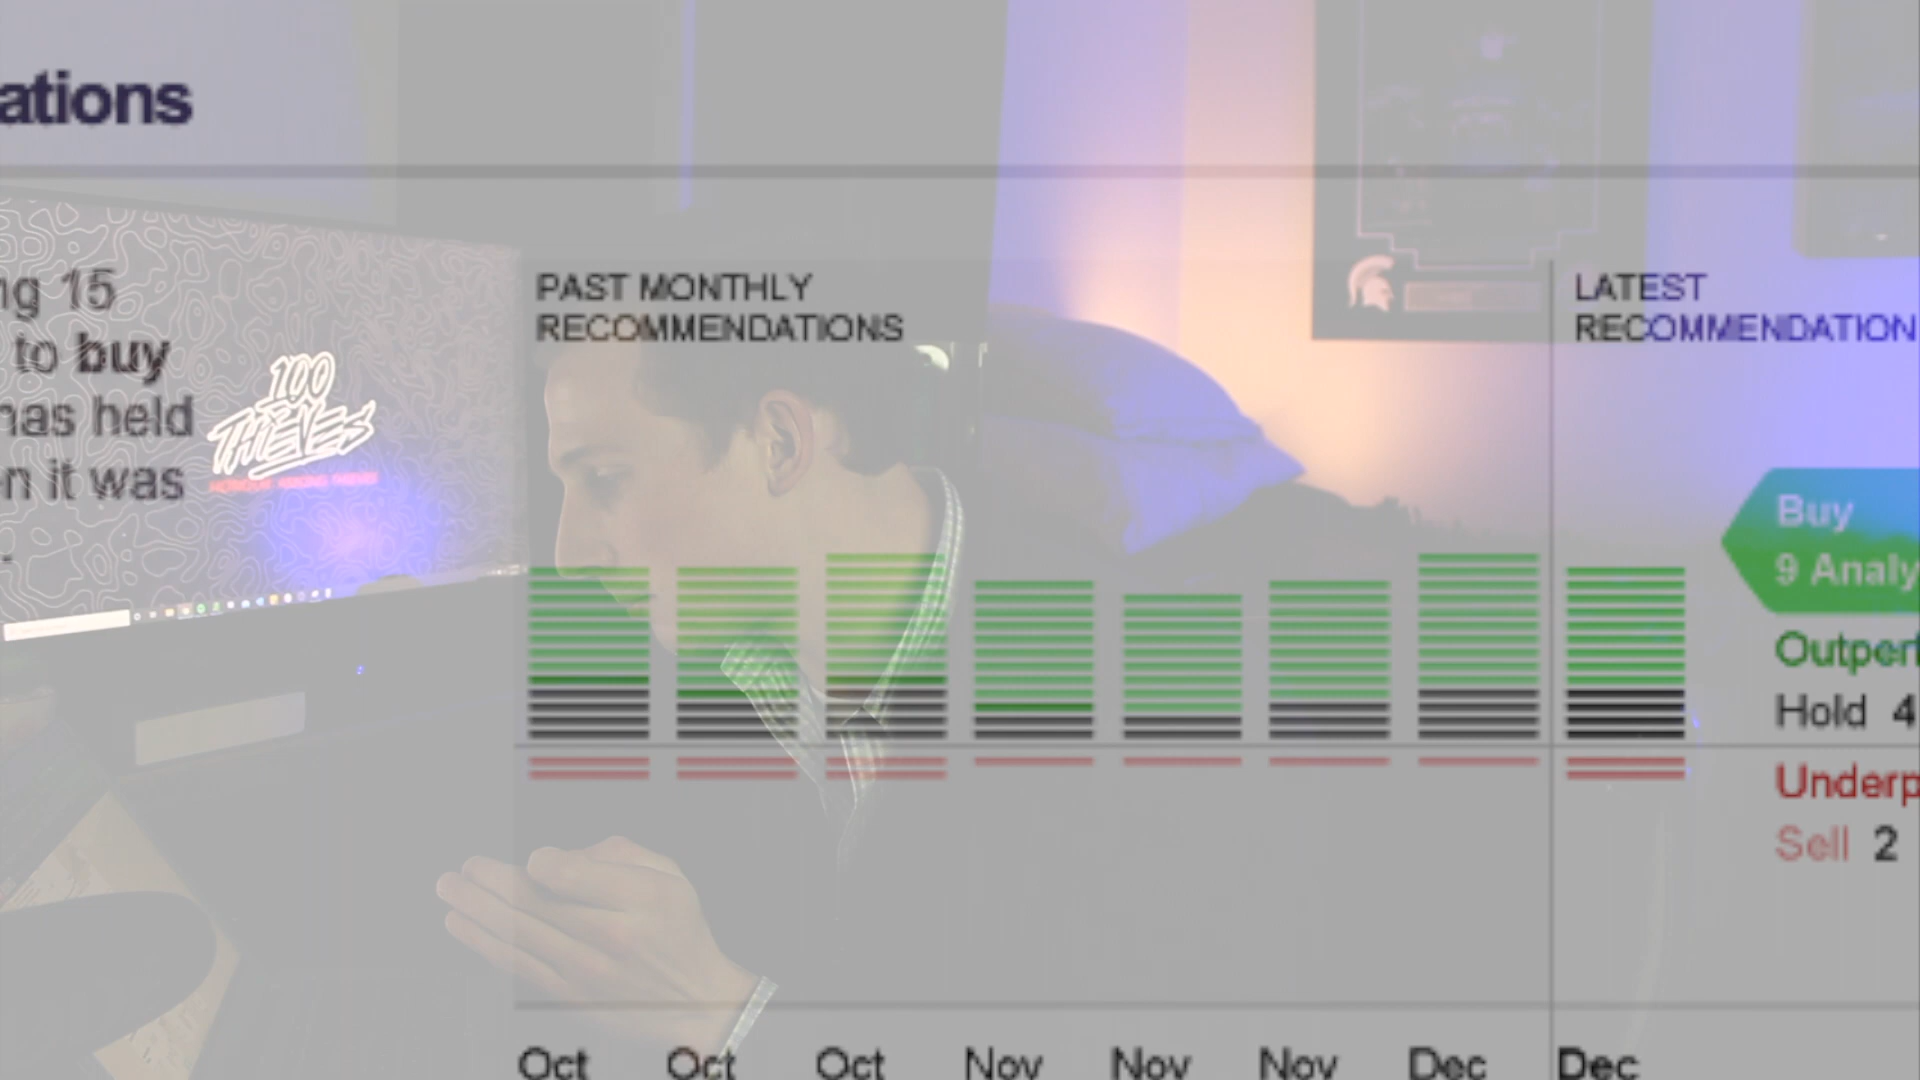 ations
ng 15
to buy
has held
n it was
100
THIEVES
PAST MONTHLY
RECOMMENDATIONS
LATEST
RECOMMENDATION
Buy
9 Analy
Outperf
Hold 4
Underp
Sell 2
Oct Oct Oct Nov Nov Nov Dec Dec